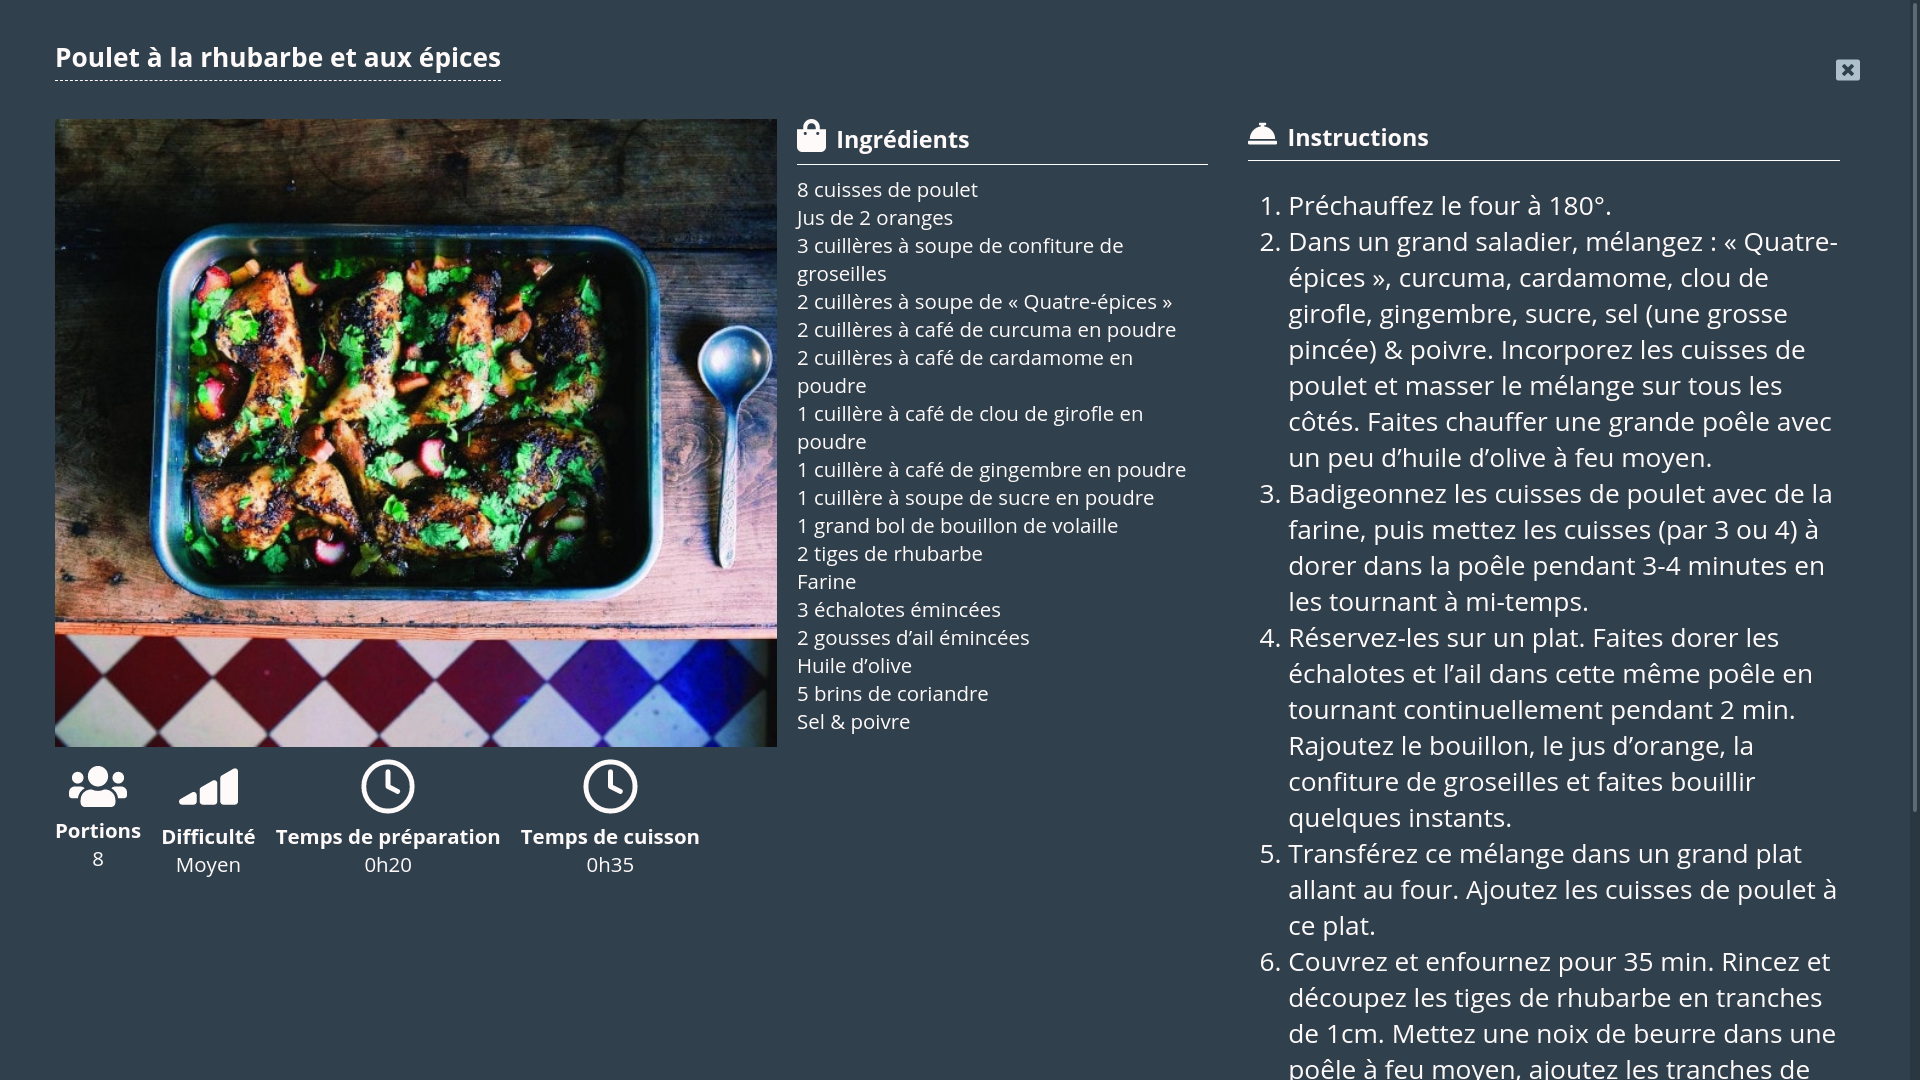 Poulet à la rhubarbe et aux épices
Ingrédients
8 cuisses de poulet
Jus de 2 oranges
3 cuillères à soupe de confiture de
groseilles
2 cuillères à soupe de « Quatre-épices »
2 cuillères à café de curcuma en poudre
2 cuillères à café de cardamome en
poudre
1 cuillère à café de clou de girofle en
poudre
1 cuillère à café de gingembre en poudre
1 cuillère à soupe de sucre en poudre
1 grand bol de bouillon de volaille
2 tiges de rhubarbe
Farine
3 échalotes émincées
2 gousses d’ail émincées
Huile d’olive
5 brins de coriandre
Sel & poivre
Instructions
1. Préchauffez le four à 180°.
2. Dans un grand saladier, mélangez : « Quatre-
épices », curcuma, cardamome, clou de
girofle, gingembre, sucre, sel (une grosse
pincée) & poivre. Incorporez les cuisses de
poulet et masser le mélange sur tous les
côtés. Faites chauffer une grande poêle avec
un peu d’huile d’olive à feu moyen.
3. Badigeonnez les cuisses de poulet avec de la
farine, puis mettez les cuisses (par 3 ou 4) à
dorer dans la poêle pendant 3-4 minutes en
les tournant à mi-temps.
4. Réservez-les sur un plat. Faites dorer les
échalotes et l’ail dans cette même poêle en
tournant continuellement pendant 2 min.
Rajoutez le bouillon, le jus d’orange, la
confiture de groseilles et faites bouillir
quelques instants.
5. Transférez ce mélange dans un grand plat
allant au four. Ajoutez les cuisses de poulet à
ce plat.
6. Couvrez et enfournez pour 35 min. Rincez et
découpez les tiges de rhubarbe en tranches
de 1cm. Mettez une noix de beurre dans une
poêle à feu moyen, ajoutez les tranches de
Portions
8
Difficulté
Moyen
Temps de préparation
0h20
Temps de cuisson
0h35